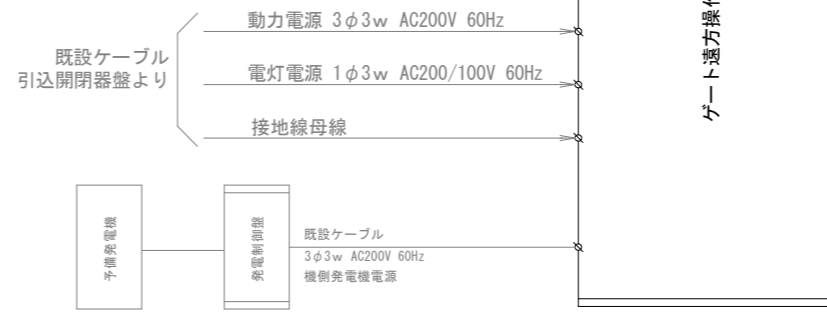 動力電源 3φ3w AC200V 60Hz
既設ケーブル
引込開閉器盤より
電灯電源 1φ3w AC200/100V 60Hz
接地線母線
ゲート遠方操作
予備発電機
発電制御盤
既設ケーブル
3φ3w AC200V 60Hz
機側発電機電源